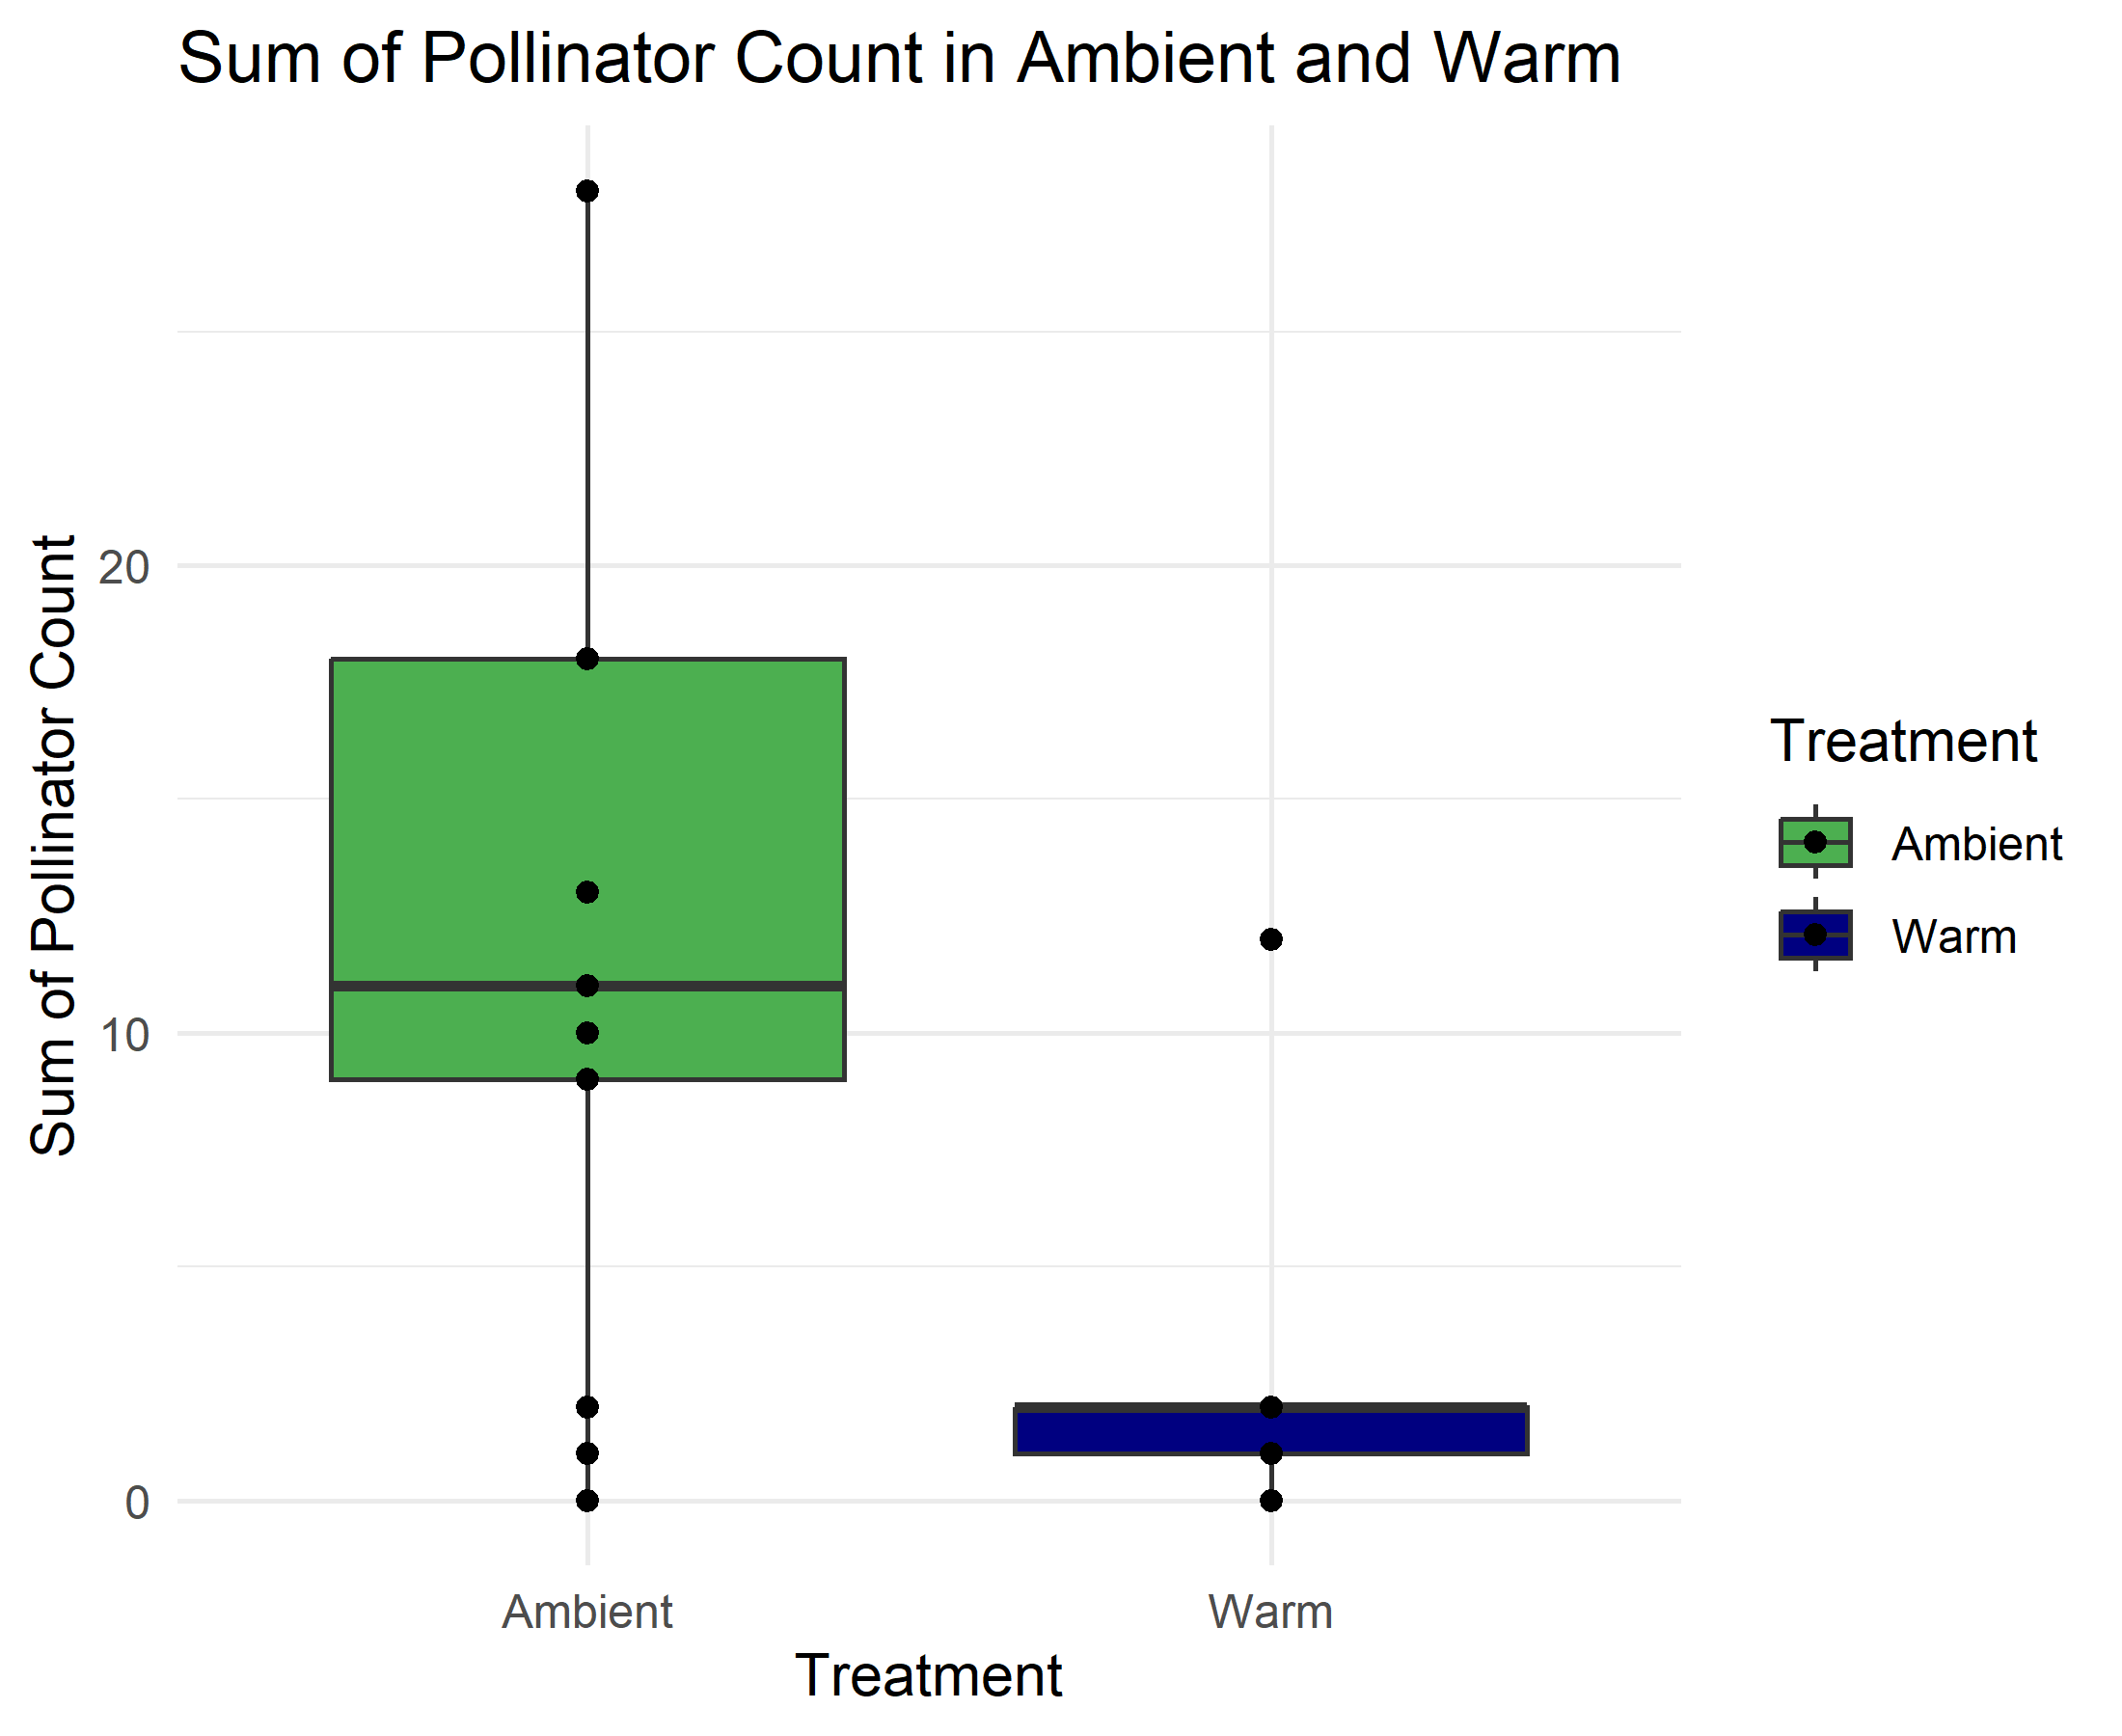 Sum of Pollinator Count in Ambient and Warm
Sum of Pollinator Count
20
10
0
Ambient
Warm
Treatment
Treatment
Ambient
Warm